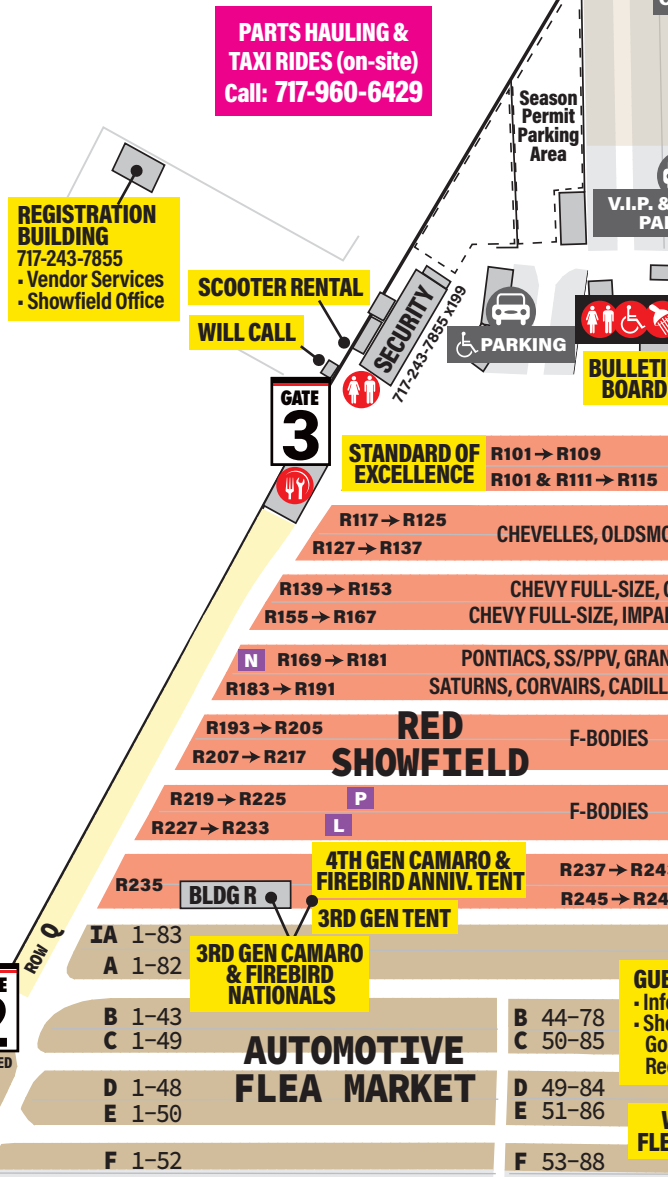 PARTS HAULING &
TAXI RIDES (on-site)
Call: 717-960-6429
Season
Permit
Parking
Area
V.I.P. &
REGISTRATION
BUILDING
717-243-7855
- Vendor Services
- Showfield Office
SCOOTER RENTAL
WILL CALL
SECURITY
717-243-7855 x199
PARKING
BOARD
GATE
3
STANDARD OF
EXCELLENCE
R101→R109
R101 & R111→R115
R117→R125
R127→R137
CHEVELLES,
R139→R153
CHEVY FULL-SIZE,
R155→R167
CHEVY FULL-SIZE,
N R169→R181
PONTIACS, SS/PPV,
R183→R191
SATURNS, CORVAIRS,
R193→R205
R207→R217
RED
SHOWFIELD
F-BODIES
R219→R225
P
R227→R233
L
F-BODIES
4TH GEN CAMARO &
FIREBIRD ANNIV. TENT
R235
BLDG R
R237→
R245→
3RD GEN TENT
ROW Q
IA 1-83
A 1-82
3RD GEN CAMARO
& FIREBIRD
NATIONALS
2
B 1-43
C 1-49
AUTOMOTIVE
FLEA MARKET
B 44-78
C 50-85
D 1-48
E 1-50
D 49-84
E 51-86
F 1-52
F 53-88